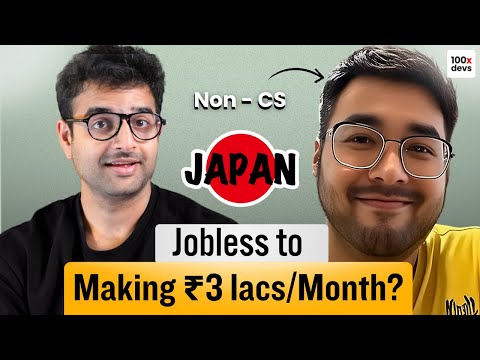 100x
devs
Non - CS
JAPAN
Jobless to
Making ₹3 lacs/Month?